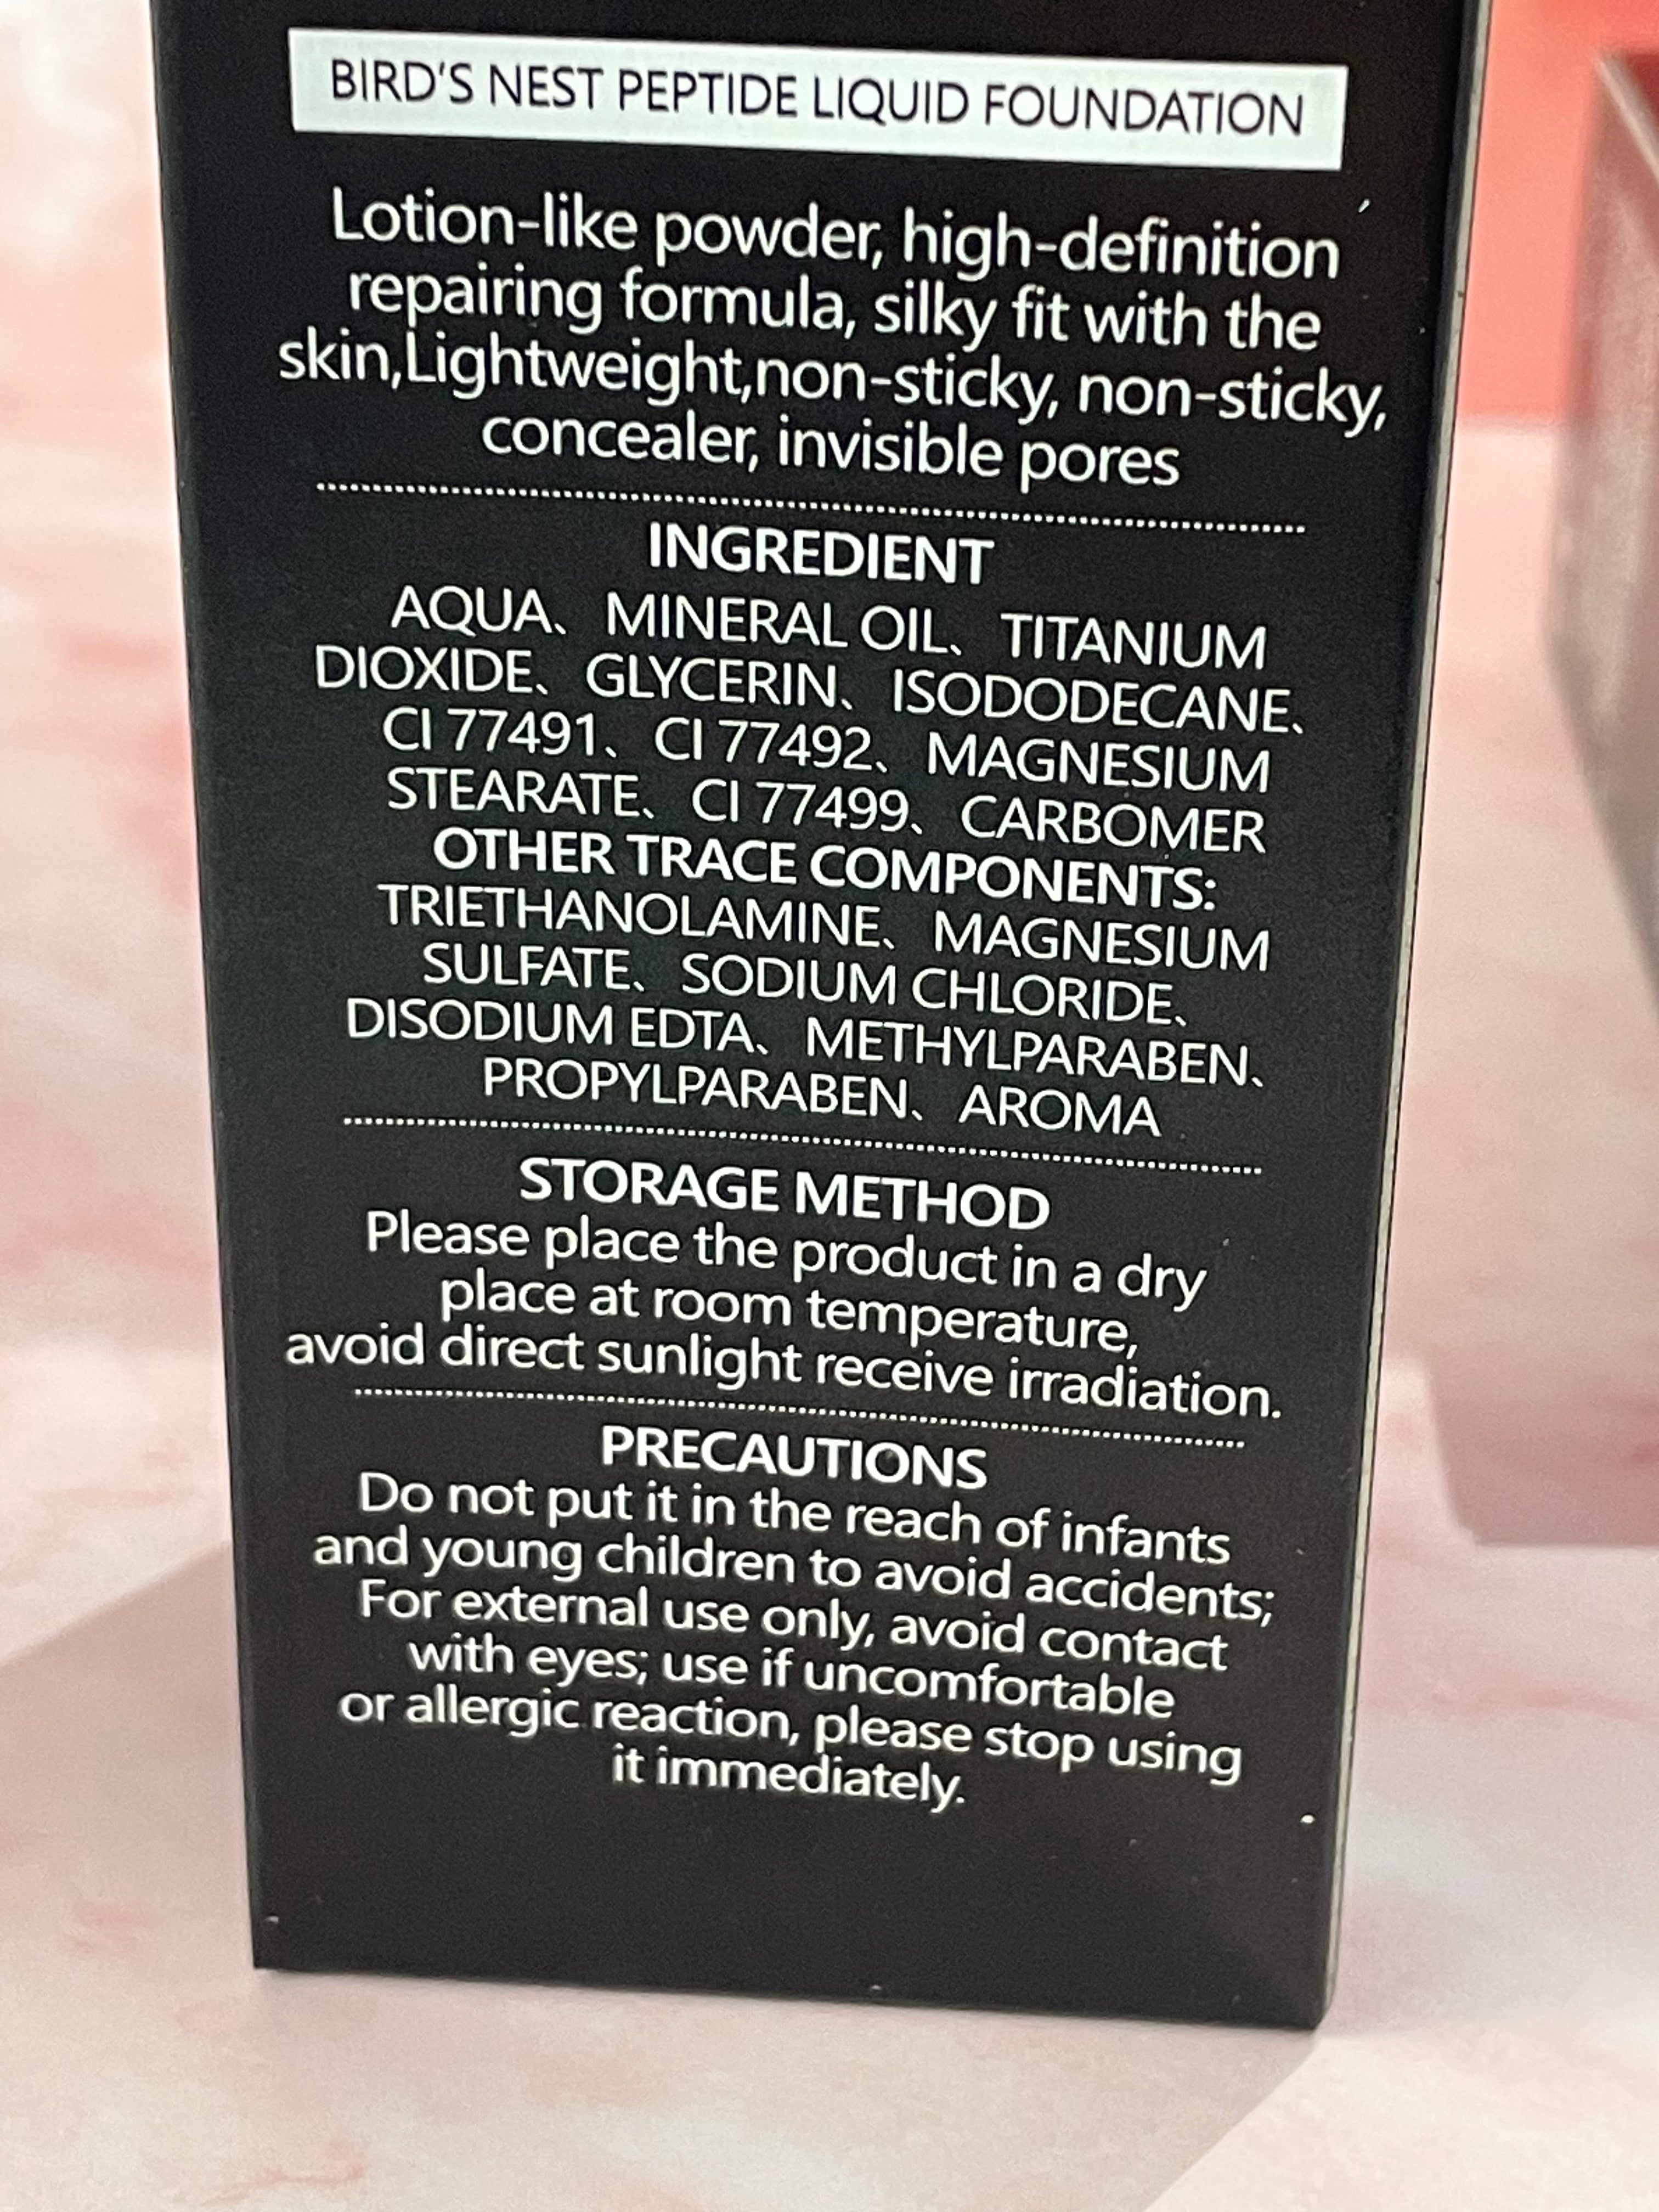 BIRD'S NEST PEPTIDE LIQUID FOUNDATION
Lotion-like powder, high-definition
repairing formula, silky fit with the
skin,Lightweight,non-sticky, non-sticky,
concealer, invisible pores
INGREDIENT
AQUA、 MINERAL OIL、 TITANIUM
DIOXIDE、 GLYCERIN、 ISODODECANE、
CI 77491、 CI 77492、 MAGNESIUM
STEARATE、 CI 77499、 CARBOMER
OTHER TRACE COMPONENTS:
TRIETHANOLAMINE、 MAGNESIUM
SULFATE、 SODIUM CHLORIDE、
DISODIUM EDTA、 METHYLPARABEN、
PROPYLPARABEN、 AROMA
STORAGE METHOD
Please place the product in a dry
place at room temperature,
avoid direct sunlight receive irradiation.
PRECAUTIONS
Do not put it in the reach of infants
and young children to avoid accidents;
For external use only, avoid contact
with eyes; use if uncomfortable
or allergic reaction, please stop using
it immediately.